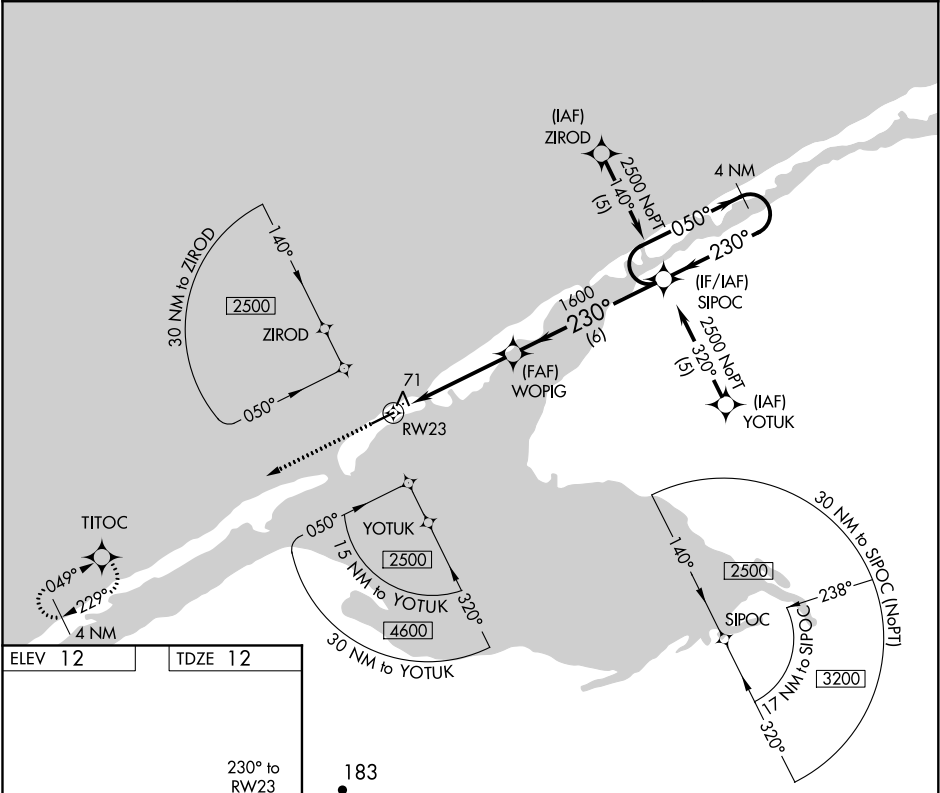 (IAF)
ZIROD
2500 NoPT
140°
(5)
4 NM
050°
230°
(IF/IAF)
SIPOC
1600
230°
(6)
2500 NoPT
320°
(5)
(IAF)
YOTUK
(FAF)
WOPIG
71
RW23
30 NM to ZIROD
140°
2500
ZIROD
050°
TITOC
049°
229°
4 NM
050°
YOTUK
2500
15 NM to YOTUK
320°
4600
30 NM to YOTUK
30 NM to SIPOC (NoPT)
140°
2500
238°
SIPOC
17 NM to SIPOC
3200
320°
ELEV 12
TDZE 12
230° to
RW23
183